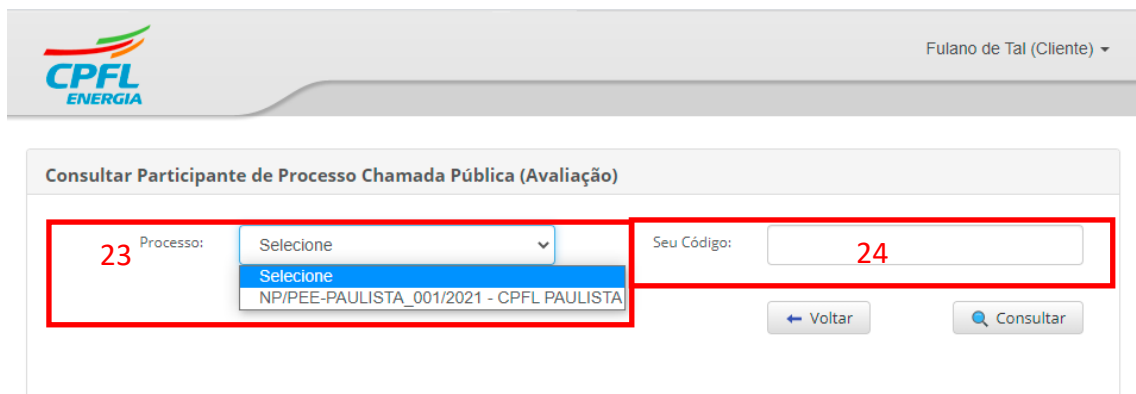 CPFL
ENERGIA
Fulano de Tal (Cliente)
Consultar Participante de Processo Chamada Pública (Avaliação)
23 Processo: Selecione Seu Código: 24
Selecione
NP/PEE-PAULISTA_001/2021 - CPFL PAULISTA
Voltar Consultar